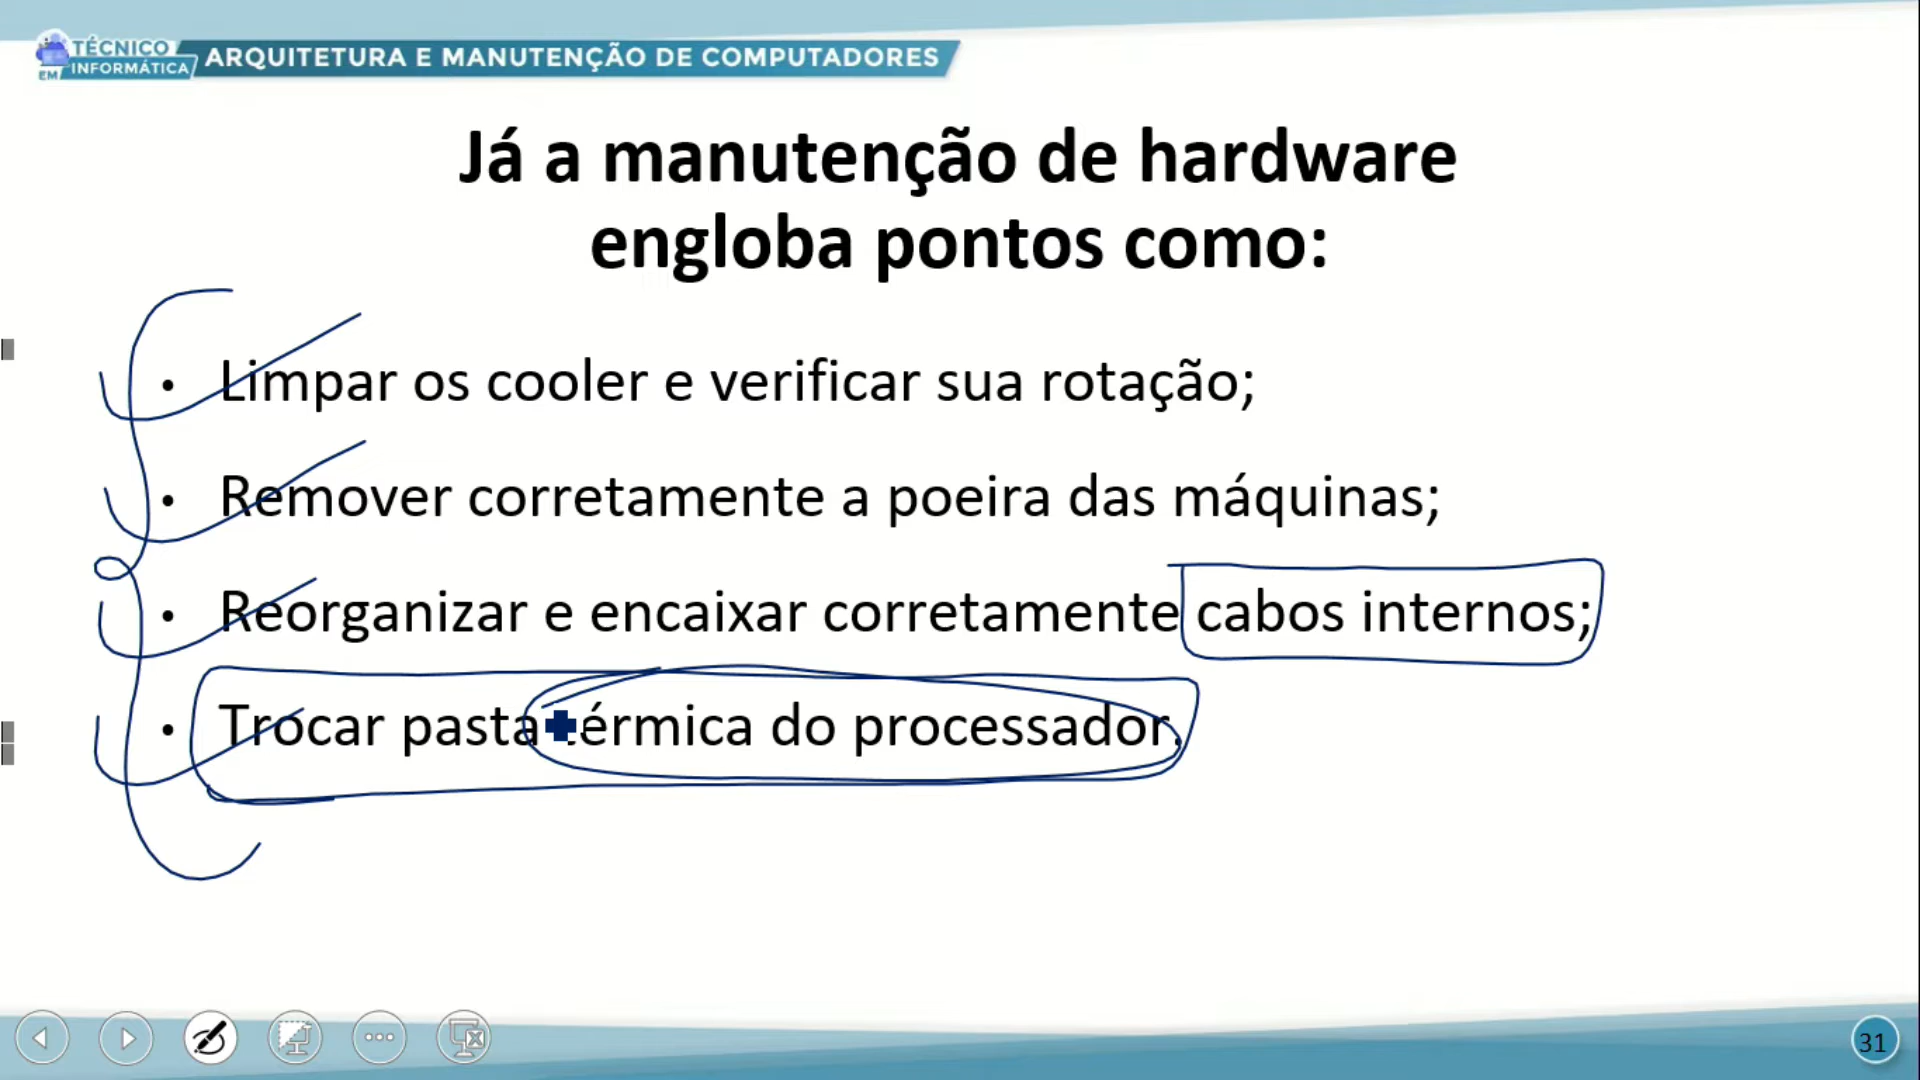 TÉCNICO
EM INFORMÁTICA
ARQUITETURA E MANUTENÇÃO DE COMPUTADORES
Já a manutenção de hardware
engloba pontos como:
• Limpar os cooler e verificar sua rotação;
• Remover corretamente a poeira das máquinas;
• Reorganizar e encaixar corretamente cabos internos;
• Trocar pasta térmica do processador.
31